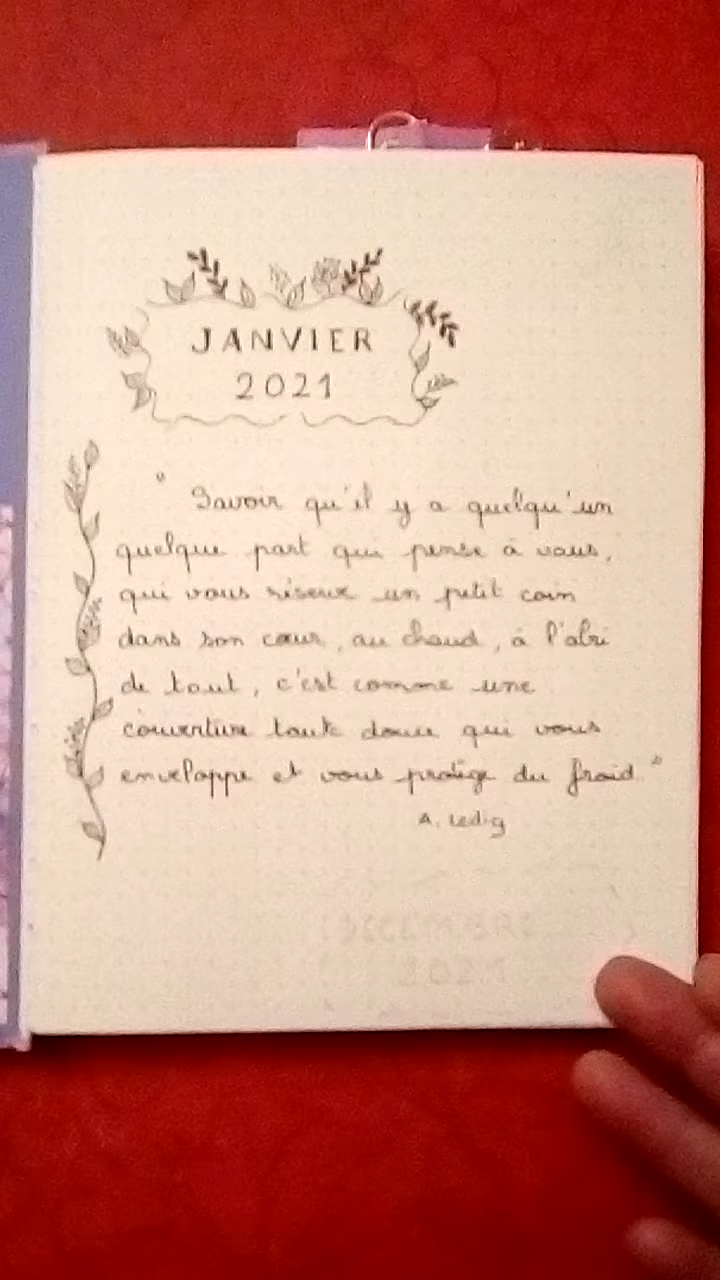 JANVIER
2021
" Savoir qu'il y a quelqu'un
quelque part qui pense à vous,
qui vous réserve un petit coin
dans son cœur, au chaud, à l'abri
de tout, c'est comme une
couverture toute douce qui vous
enveloppe et vous protège du froid "
A. Ledig
DECEMBRE
2021